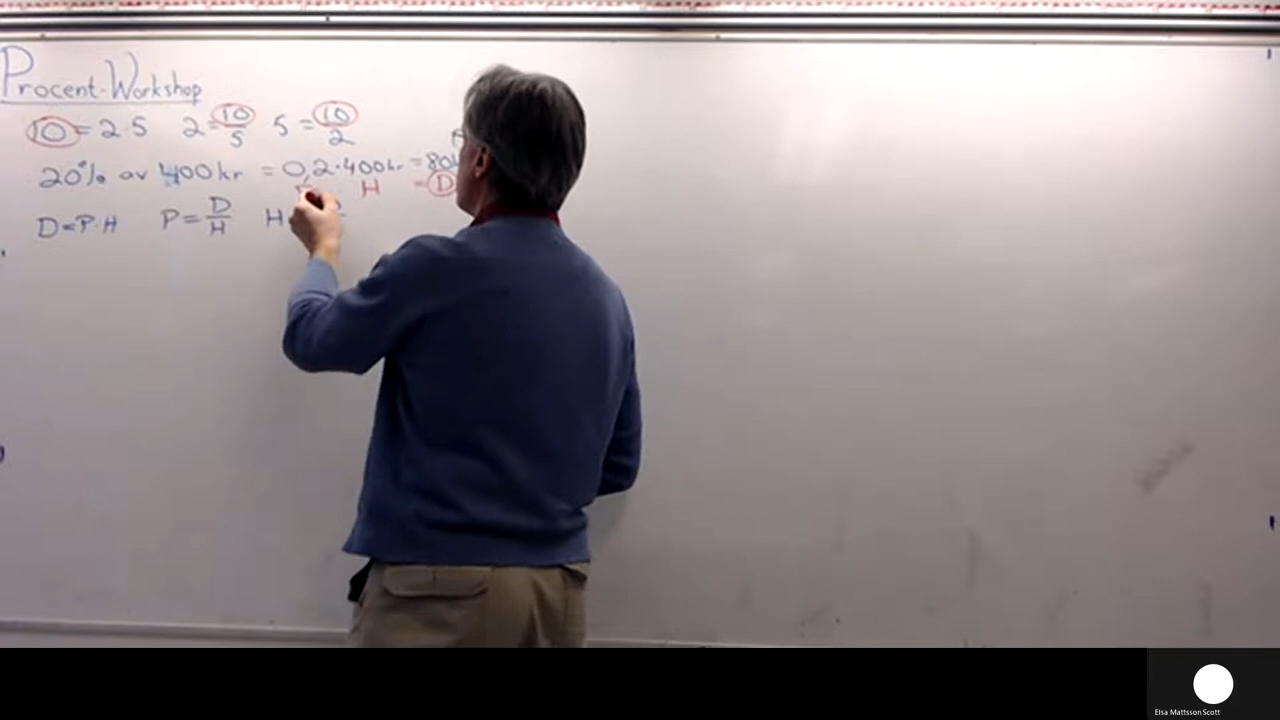 Procent-Workshop
10 = 2·5 2 = 10/5 5 = 10/2
20% av 400 kr = 0,2·400kr = 80
H = D
D=P·H P = D/H H
Elsa Mattsson Scott